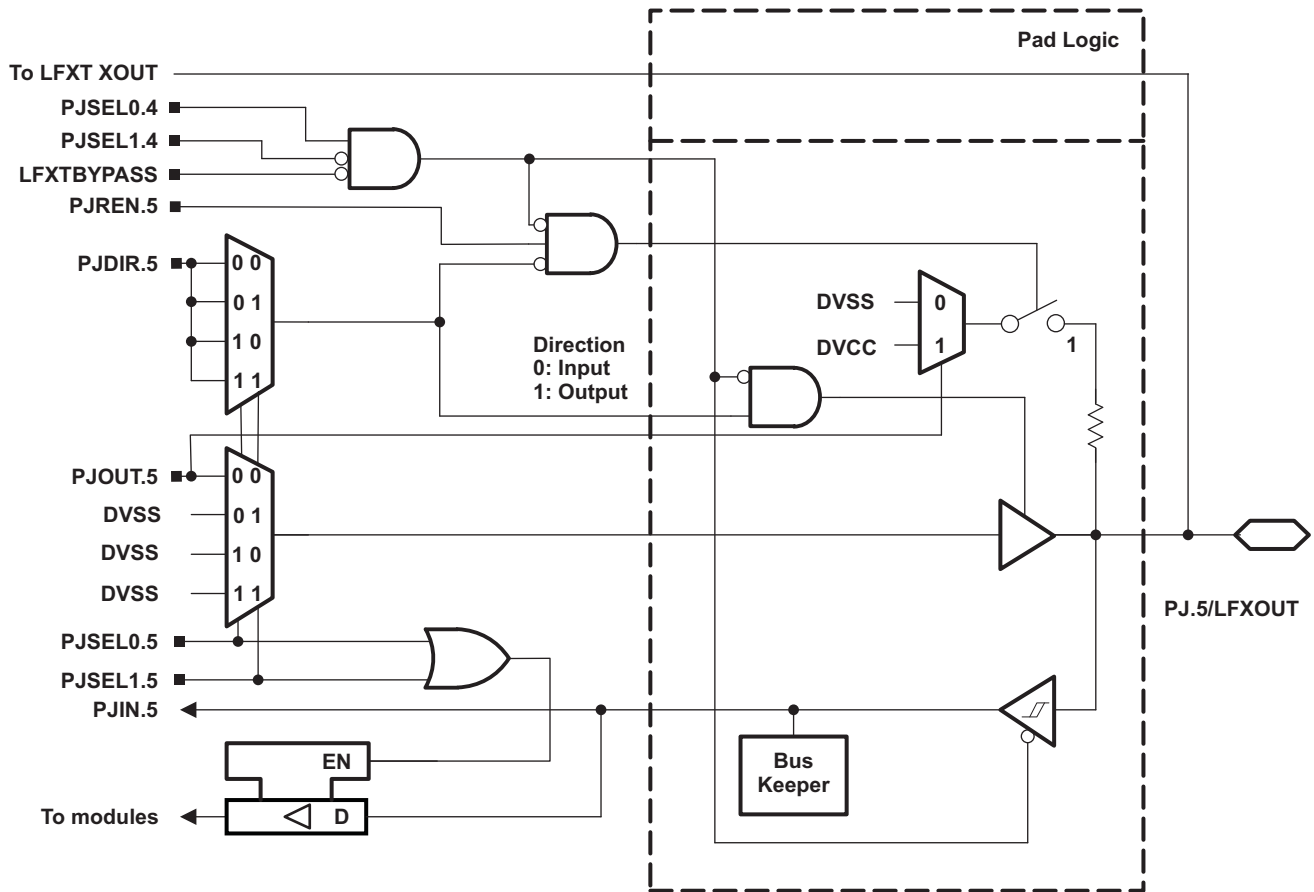 Pad Logic
To LFXT XOUT
PJSEL0.4
PJSEL1.4
LFXTBYPASS
PJREN.5
PJDIR.5
0 0
0 1
1 0
1 1
Direction
0: Input
1: Output
DVSS
0
DVCC
1
1
PJOUT.5
0 0
DVSS
0 1
DVSS
1 0
DVSS
1 1
PJ.5/LFXOUT
PJSEL0.5
PJSEL1.5
PJIN.5
Bus
Keeper
EN
To modules
D